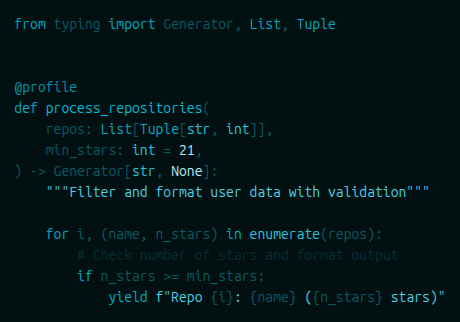 from typing import Generator, List, Tuple
@profile
def process_repositories(
    repos: List[Tuple[str, int]],
    min_stars: int = 21,
) -> Generator[str, None]:
    """Filter and format user data with validation"""
    for i, (name, n_stars) in enumerate(repos):
        # Check number of stars and format output
        if n_stars >= min_stars:
            yield f"Repo {i}: {name} ({n_stars} stars)"